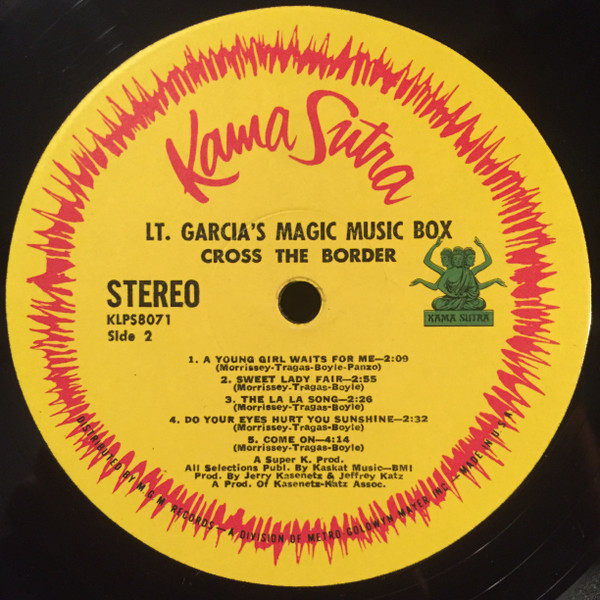 Kama Sutra
LT. GARCIA'S MAGIC MUSIC BOX
CROSS THE BORDER
STEREO
KLPS8071
Side 2
KAMA SUTRA
1. A YOUNG GIRL WAITS FOR ME—2:09
(Morrissey-Tragas-Boyle-Panzo)
2. SWEET LADY FAIR—2:55
(Morrissey-Tragas-Boyle)
3. THE LA LA SONG—2:26
(Morrissey-Tragas-Boyle)
4. DO YOUR EYES HURT YOU SUNSHINE—2:32
(Morrissey-Tragas-Boyle)
5. COME ON—4:14
(Morrissey-Tragas-Boyle)
A Super K. Prod.
All Selections Publ. By Kaskat Music—BMI
Prod. By Jerry Kasenetz & Jeffrey Katz
A Prod. Of Kasenetz-Katz Assoc.
DISTRIBUTED BY M.G.M. RECORDS — A DIVISION OF METRO GOLDWYN MAYER INC. — MADE IN U.S.A.